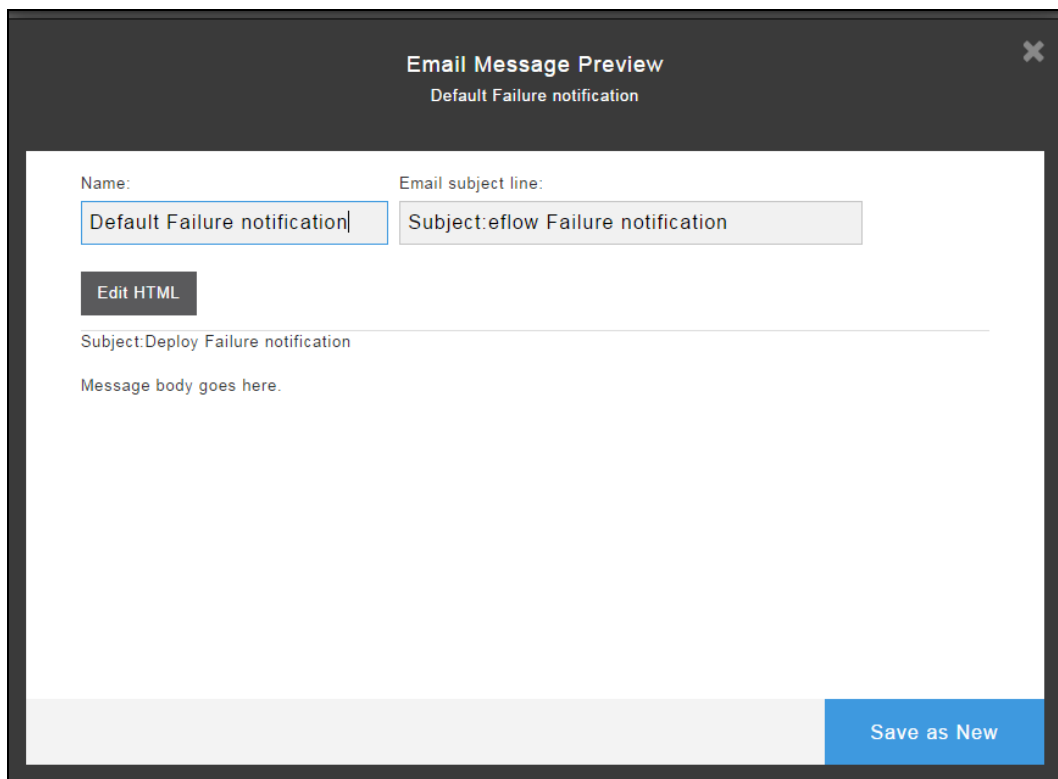 Email Message Preview
Default Failure notification
Name:
Email subject line:
Default Failure notification
Subject:eflow Failure notification
Edit HTML
Subject:Deploy Failure notification
Message body goes here.
Save as New